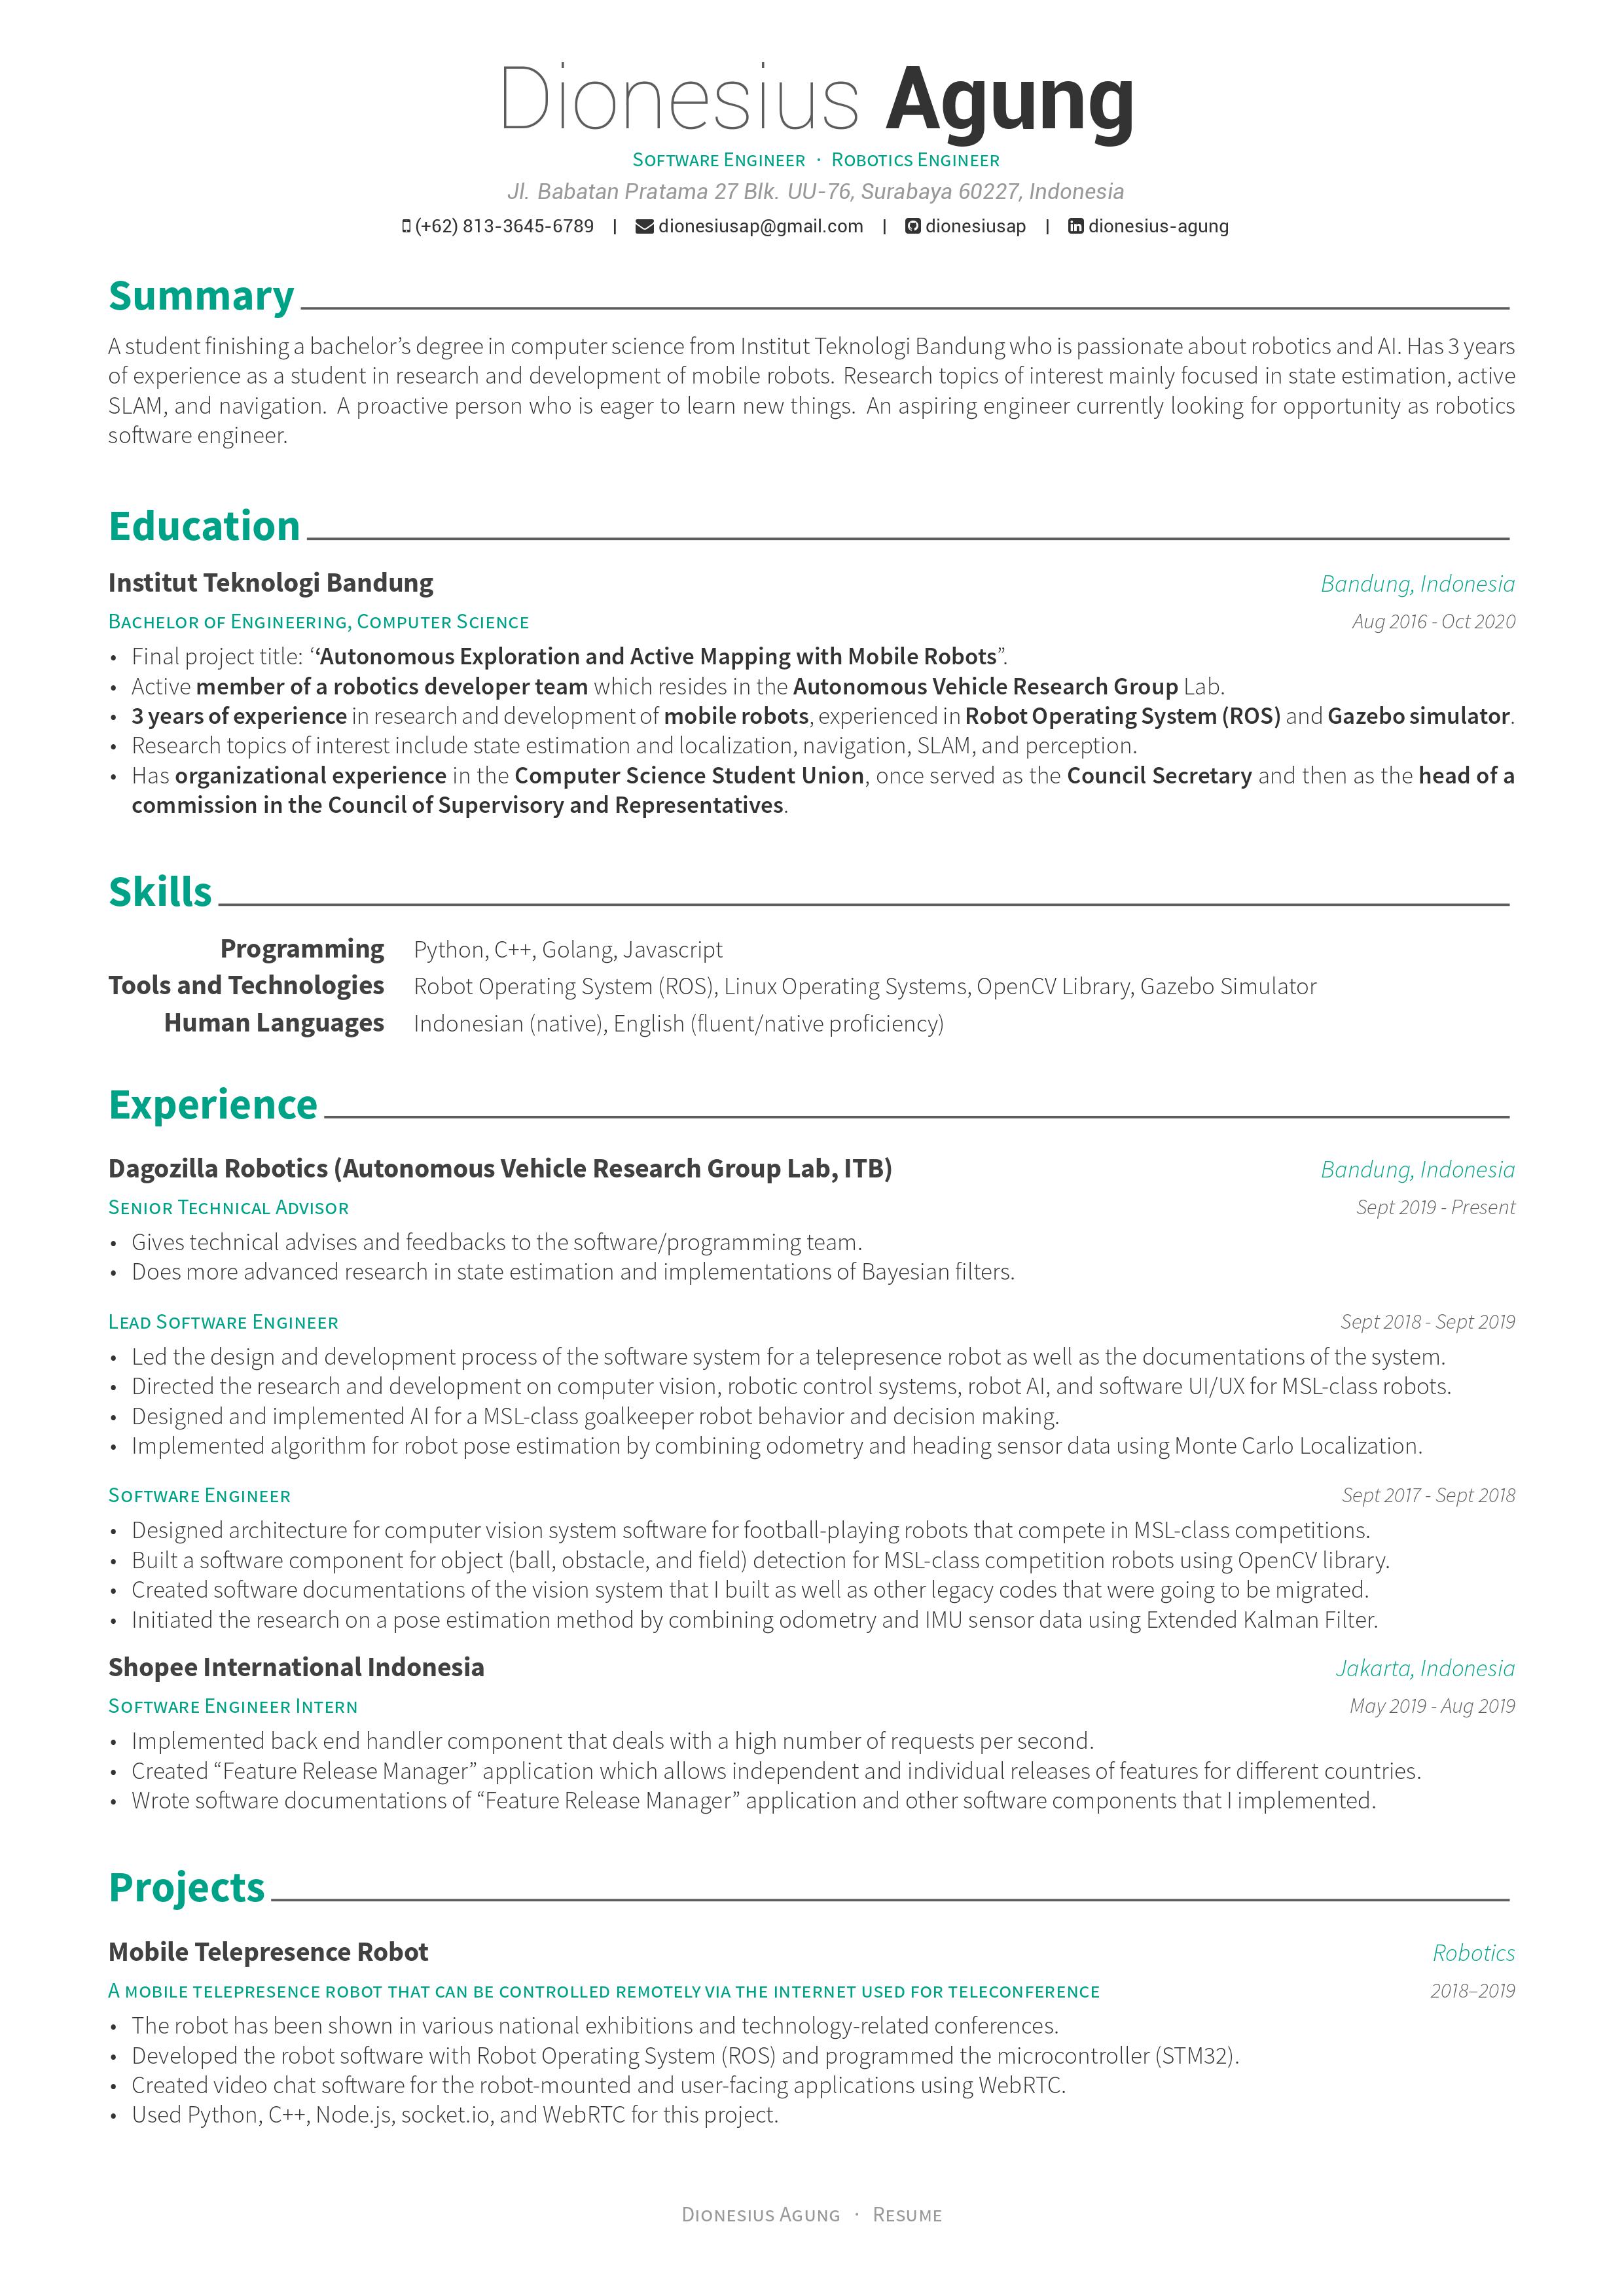 Dionesius Agung
Software Engineer · Robotics Engineer
Jl. Babatan Pratama 27 Blk. UU-76, Surabaya 60227, Indonesia
(+62) 813-3645-6789 | dionesiusap@gmail.com | dionesiusap | dionesius-agung
Summary
A student finishing a bachelor’s degree in computer science from Institut Teknologi Bandung who is passionate about robotics and AI. Has 3 years
of experience as a student in research and development of mobile robots. Research topics of interest mainly focused in state estimation, active
SLAM, and navigation. A proactive person who is eager to learn new things. An aspiring engineer currently looking for opportunity as robotics
software engineer.
Education
Institut Teknologi Bandung Bandung, Indonesia
Bachelor of Engineering, Computer Science Aug 2016 - Oct 2020
• Final project title: ‘‘Autonomous Exploration and Active Mapping with Mobile Robots”.
• Active member of a robotics developer team which resides in the Autonomous Vehicle Research Group Lab.
• 3 years of experience in research and development of mobile robots, experienced in Robot Operating System (ROS) and Gazebo simulator.
• Research topics of interest include state estimation and localization, navigation, SLAM, and perception.
• Has organizational experience in the Computer Science Student Union, once served as the Council Secretary and then as the head of a
commission in the Council of Supervisory and Representatives.
Skills
Programming Python, C++, Golang, Javascript
Tools and Technologies Robot Operating System (ROS), Linux Operating Systems, OpenCV Library, Gazebo Simulator
Human Languages Indonesian (native), English (fluent/native proficiency)
Experience
Dagozilla Robotics (Autonomous Vehicle Research Group Lab, ITB) Bandung, Indonesia
Senior Technical Advisor Sept 2019 - Present
• Gives technical advises and feedbacks to the software/programming team.
• Does more advanced research in state estimation and implementations of Bayesian filters.
Lead Software Engineer Sept 2018 - Sept 2019
• Led the design and development process of the software system for a telepresence robot as well as the documentations of the system.
• Directed the research and development on computer vision, robotic control systems, robot AI, and software UI/UX for MSL-class robots.
• Designed and implemented AI for a MSL-class goalkeeper robot behavior and decision making.
• Implemented algorithm for robot pose estimation by combining odometry and heading sensor data using Monte Carlo Localization.
Software Engineer Sept 2017 - Sept 2018
• Designed architecture for computer vision system software for football-playing robots that compete in MSL-class competitions.
• Built a software component for object (ball, obstacle, and field) detection for MSL-class competition robots using OpenCV library.
• Created software documentations of the vision system that I built as well as other legacy codes that were going to be migrated.
• Initiated the research on a pose estimation method by combining odometry and IMU sensor data using Extended Kalman Filter.
Shopee International Indonesia Jakarta, Indonesia
Software Engineer Intern May 2019 - Aug 2019
• Implemented back end handler component that deals with a high number of requests per second.
• Created “Feature Release Manager” application which allows independent and individual releases of features for different countries.
• Wrote software documentations of “Feature Release Manager” application and other software components that I implemented.
Projects
Mobile Telepresence Robot Robotics
A mobile telepresence robot that can be controlled remotely via the internet used for teleconference 2018–2019
• The robot has been shown in various national exhibitions and technology-related conferences.
• Developed the robot software with Robot Operating System (ROS) and programmed the microcontroller (STM32).
• Created video chat software for the robot-mounted and user-facing applications using WebRTC.
• Used Python, C++, Node.js, socket.io, and WebRTC for this project.
Dionesius Agung · Resume